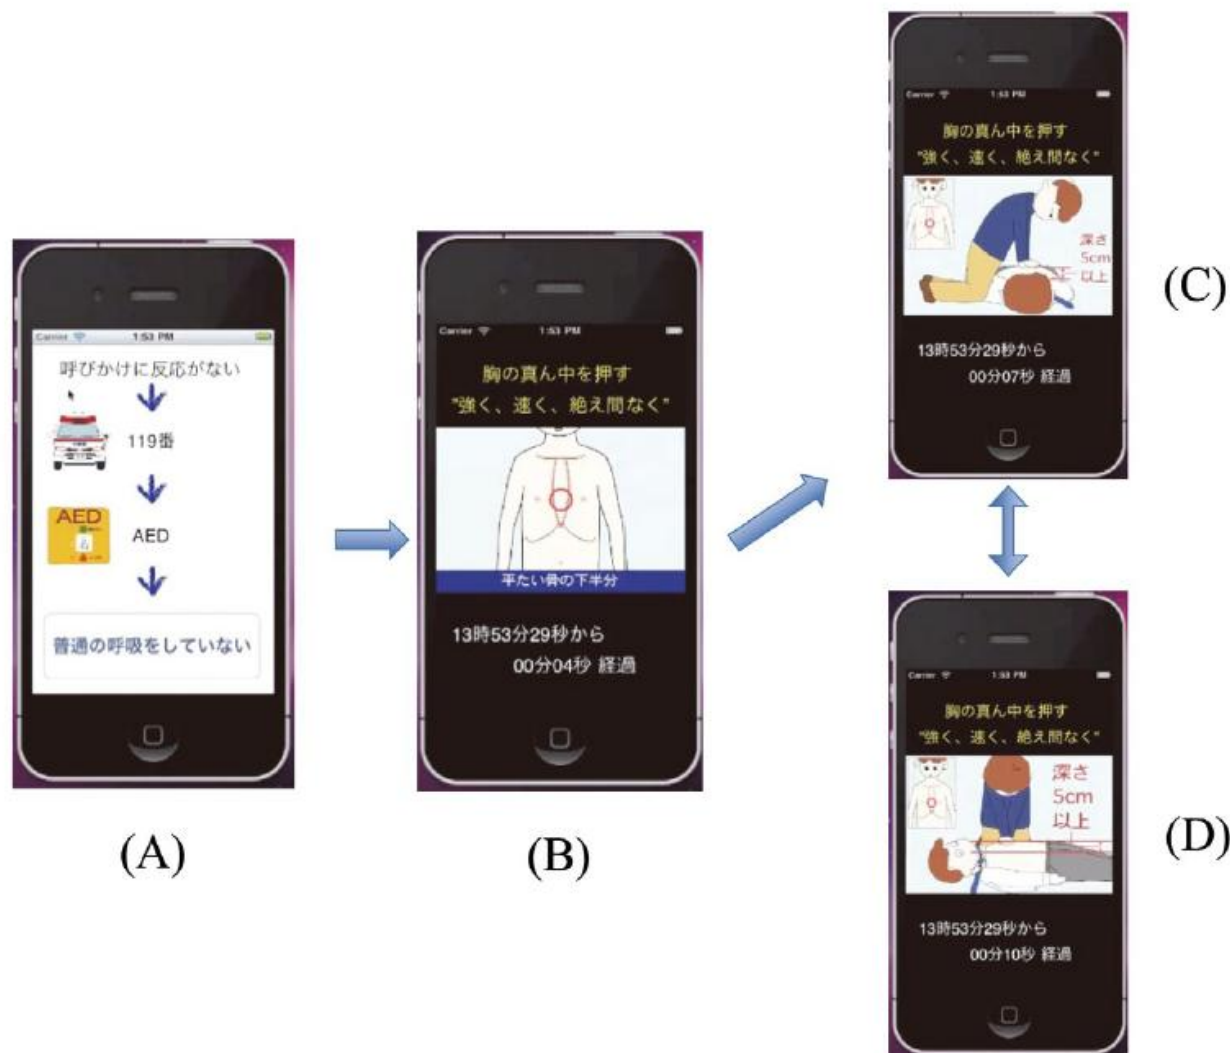 Carrier 1:53 PM
呼びかけに反応がない
119番
AED
AED
普通の呼吸をしていない
(A)
Carrier 1:53 PM
胸の真ん中を押す
"強く、速く、絶え間なく"
平たい骨の下半分
13時53分29秒から
00分04秒 経過
(B)
Carrier 1:53 PM
胸の真ん中を押す
"強く、速く、絶え間なく"
深さ
5cm
以上
13時53分29秒から
00分07秒 経過
(C)
Carrier 1:53 PM
胸の真ん中を押す
"強く、速く、絶え間なく"
深さ
5cm
以上
13時53分29秒から
00分10秒 経過
(D)